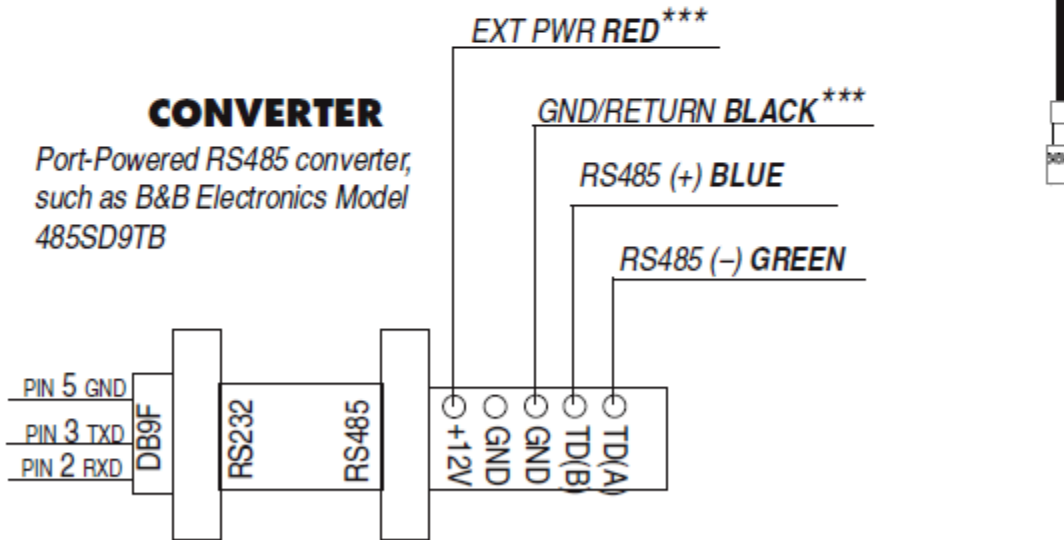 EXT PWR RED***
CONVERTER
GND/RETURN BLACK***
Port-Powered RS485 converter,
such as B&B Electronics Model
485SD9TB
RS485 (+) BLUE
RS485 (–) GREEN
PIN 5 GND
PIN 3 TXD
PIN 2 RXD
DB9F
RS232
RS485
+12V
GND
GND
TD(B)
TD(A)